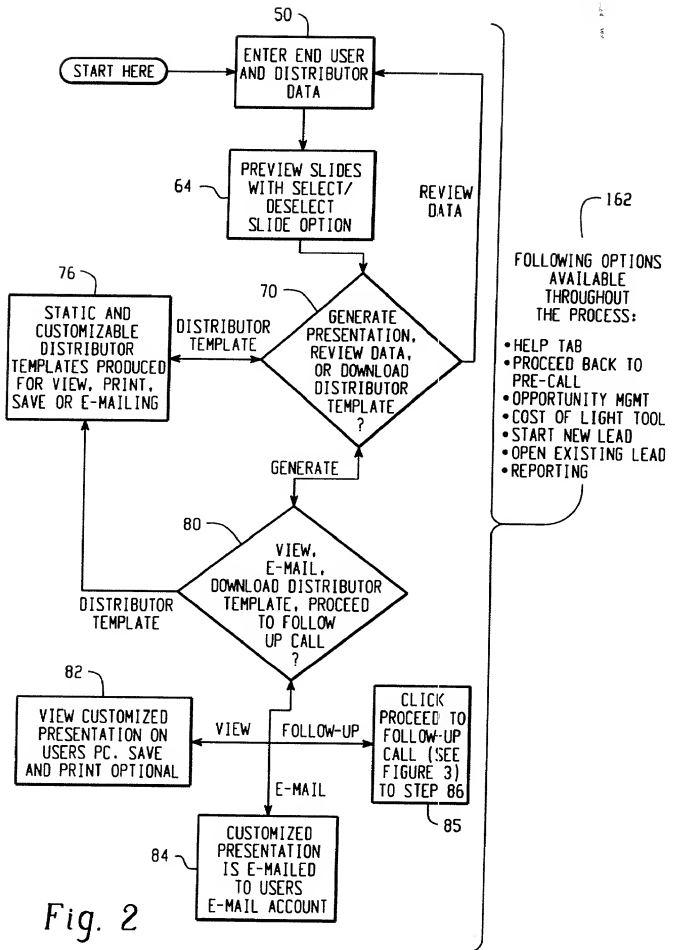 50
START HERE
ENTER END USER
AND DISTRIBUTOR
DATA
64
PREVIEW SLIDES
WITH SELECT/
DESELECT
SLIDE OPTION
REVIEW
DATA
162
FOLLOWING OPTIONS
AVAILABLE
THROUGHOUT
THE PROCESS:
•HELP TAB
•PROCEED BACK TO
PRE-CALL
•OPPORTUNITY MGMT
•COST OF LIGHT TOOL
•START NEW LEAD
•OPEN EXISTING LEAD
•REPORTING
76
STATIC AND
CUSTOMIZABLE
DISTRIBUTOR
TEMPLATES PRODUCED
FOR VIEW, PRINT,
SAVE OR E-MAILING
DISTRIBUTOR
TEMPLATE
70
GENERATE
PRESENTATION,
REVIEW DATA,
OR DOWNLOAD
DISTRIBUTOR
TEMPLATE
?
GENERATE
80
VIEW,
E-MAIL,
DOWNLOAD DISTRIBUTOR
TEMPLATE, PROCEED
TO FOLLOW
UP CALL
?
DISTRIBUTOR
TEMPLATE
82
VIEW CUSTOMIZED
PRESENTATION ON
USERS PC. SAVE
AND PRINT OPTIONAL
VIEW
FOLLOW-UP
CLICK
PROCEED TO
FOLLOW-UP
CALL (SEE
FIGURE 3)
TO STEP 86
85
E-MAIL
84
CUSTOMIZED
PRESENTATION
IS E-MAILED
TO USERS
E-MAIL ACCOUNT
Fig. 2